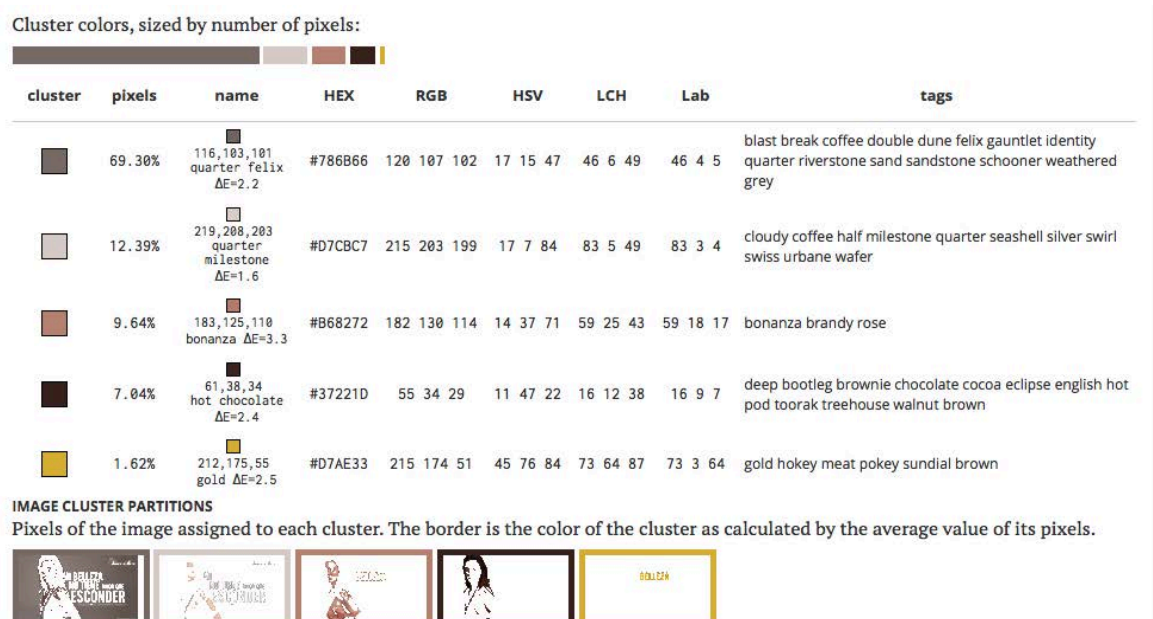 Cluster colors, sized by number of pixels:
cluster pixels name HEX RGB HSV LCH Lab tags
69.30% 116,103,101 quarter felix ΔE=2.2 #786B66 120 107 102 17 15 47 46 6 49 46 4 5 blast break coffee double dune felix gauntlet identity quarter riverstone sand sandstone schooner weathered grey
12.39% 219,208,203 quarter milestone ΔE=1.6 #D7CBC7 215 203 199 17 7 84 83 5 49 83 3 4 cloudy coffee half milestone quarter seashell silver swirl swiss urbane wafer
9.64% 183,125,110 bonanza ΔE=3.3 #B68272 182 130 114 14 37 71 59 25 43 59 18 17 bonanza brandy rose
7.04% 61,38,34 hot chocolate ΔE=2.4 #37221D 55 34 29 11 47 22 16 12 38 16 9 7 deep bootleg brownie chocolate cocoa eclipse english hot pod toorak treehouse walnut brown
1.62% 212,175,55 gold ΔE=2.5 #D7AE33 215 174 51 45 76 84 73 64 87 73 3 64 gold hokey meat pokey sundial brown
IMAGE CLUSTER PARTITIONS
Pixels of the image assigned to each cluster. The border is the color of the cluster as calculated by the average value of its pixels.
BELLEZA
NO TIENE
ESCONDER
ESCONDER
BELLEZA